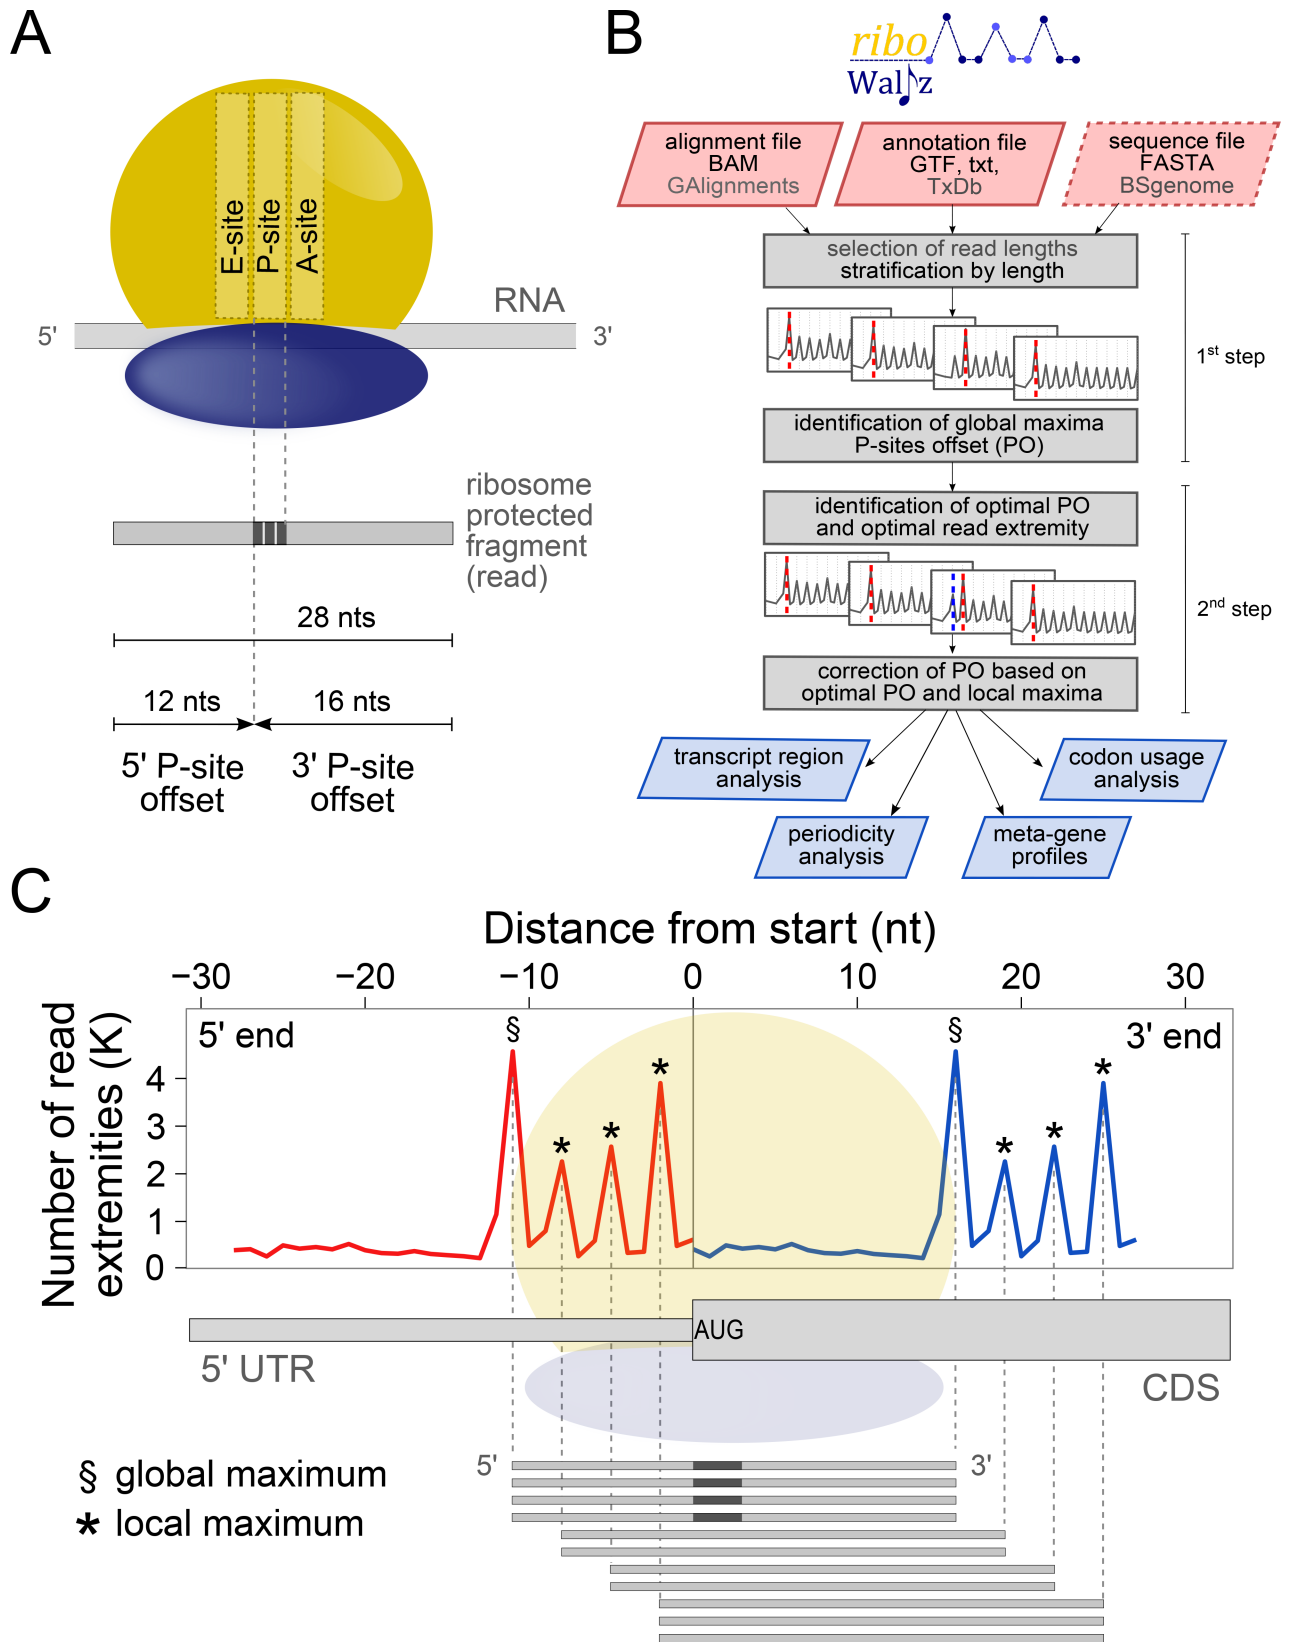 A
E-site
P-site
A-site
RNA
5'
3'
ribosome
protected
fragment
(read)
28 nts
12 nts
16 nts
5' P-site
offset
3' P-site
offset
B
ribo
Waltz
alignment file
BAM
GAlignments
annotation file
GTF, txt,
TxDb
sequence file
FASTA
BSgenome
selection of read lengths
stratification by length
identification of global maxima
P-sites offset (PO)
1st step
identification of optimal PO
and optimal read extremity
correction of PO based on
optimal PO and local maxima
2nd step
transcript region
analysis
codon usage
analysis
periodicity
analysis
meta-gene
profiles
C
Distance from start (nt)
−30 −20 −10 0 10 20 30
Number of read
extremities (K)
5' end
3' end
§
§
*
*
*
*
*
*
4
3
2
1
0
AUG
5' UTR
CDS
5'
3'
§ global maximum
* local maximum